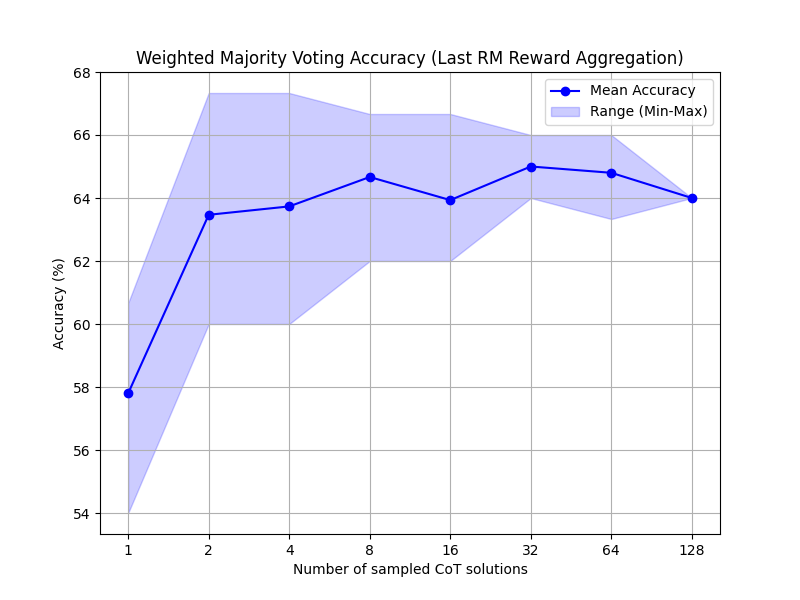 Weighted Majority Voting Accuracy (Last RM Reward Aggregation)
Mean Accuracy
Range (Min-Max)
Accuracy (%)
68
66
64
62
60
58
56
54
1 2 4 8 16 32 64 128
Number of sampled CoT solutions